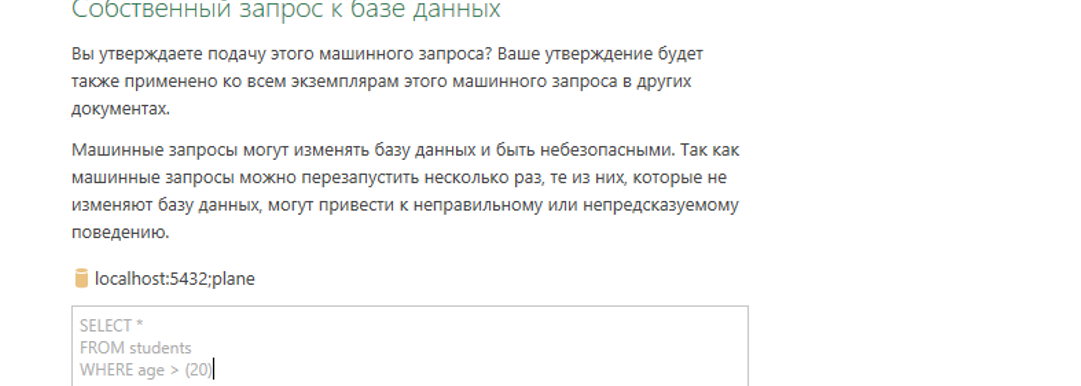 Собственный запрос к базе данных
Вы утверждаете подачу этого машинного запроса? Ваше утверждение будет
также применено ко всем экземплярам этого машинного запроса в других
документах.
Машинные запросы могут изменять базу данных и быть небезопасными. Так как
машинные запросы можно перезапустить несколько раз, те из них, которые не
изменяют базу данных, могут привести к неправильному или непредсказуемому
поведению.
localhost:5432;plane
SELECT *
FROM students
WHERE age > (20)